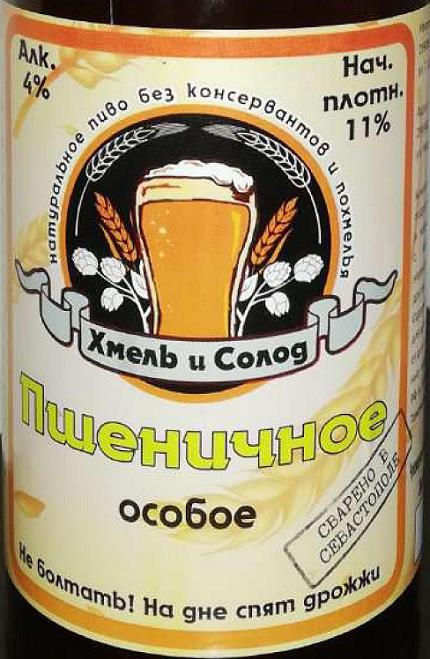 Алк.
4%
Нач.
плотн.
11%
натуральное пиво без консервантов и похмелья
Хмель и Солод
Пшеничное
особое
СВАРЕНО В
СЕВАСТОПОЛЕ
Не болтать! На дне спят дрожжи